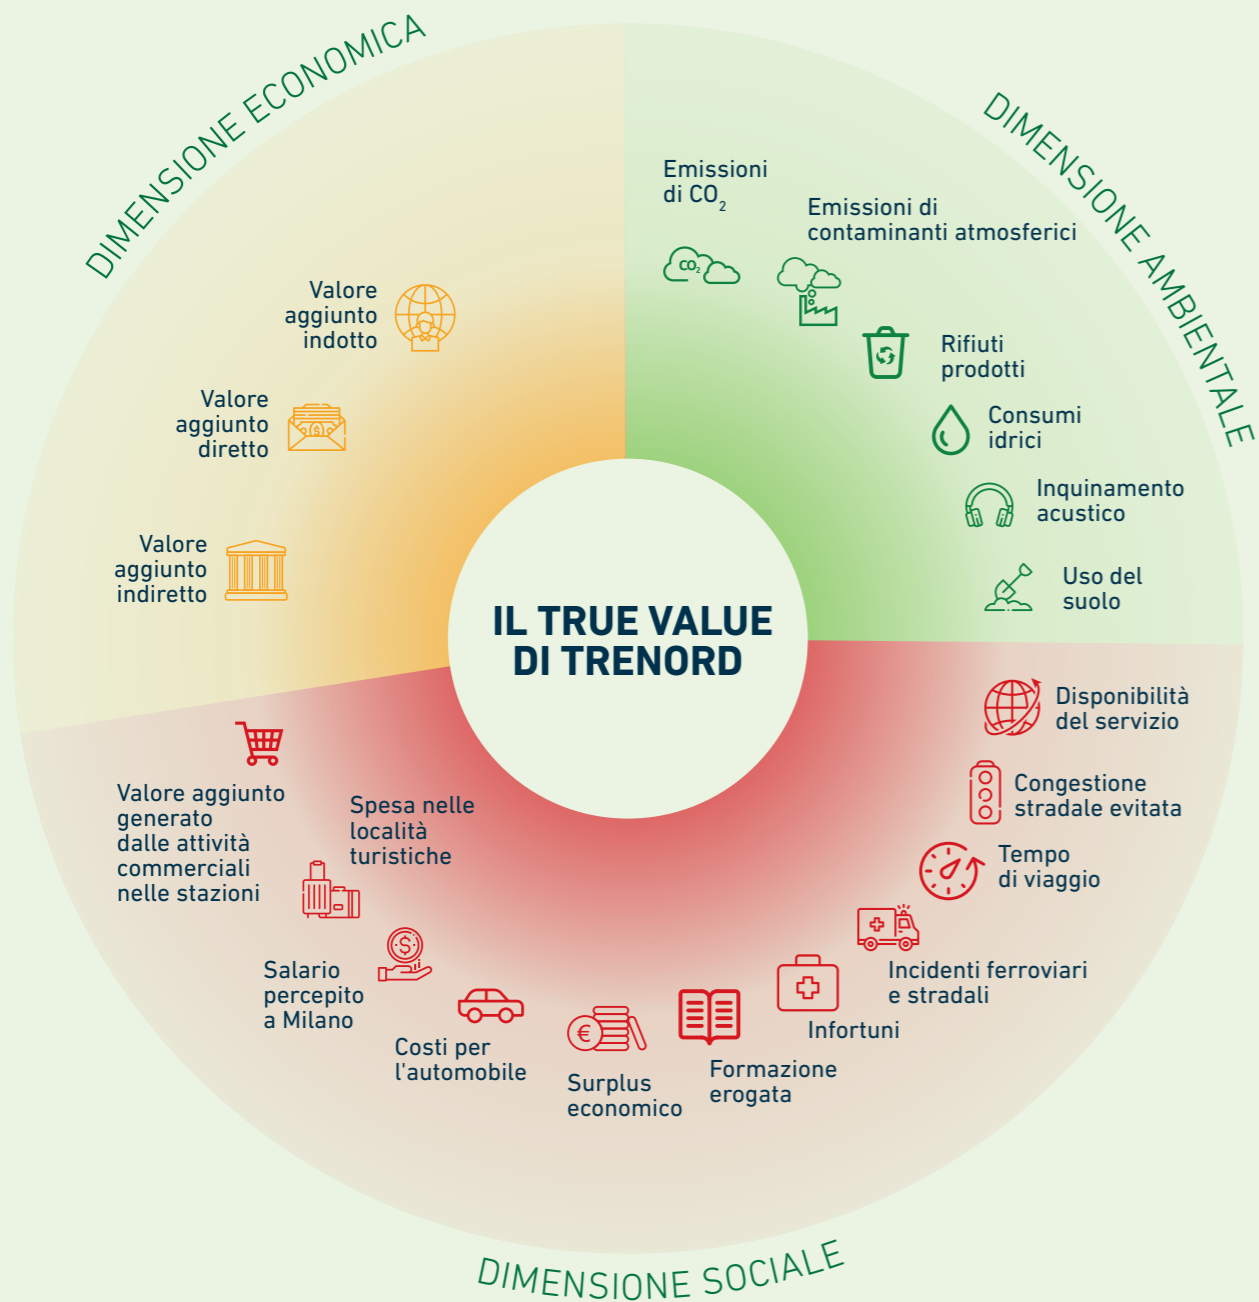 DIMENSIONE ECONOMICA
Valore
aggiunto
indotto
Valore
aggiunto
diretto
Valore
aggiunto
indiretto
DIMENSIONE AMBIENTALE
Emissioni
di CO₂
CO₂
Emissioni di
contaminanti atmosferici
Rifiuti
prodotti
Consumi
idrici
Inquinamento
acustico
Uso del
suolo
IL TRUE VALUE
DI TRENORD
Disponibilità
del servizio
Congestione
stradale evitata
Tempo
di viaggio
Incidenti ferroviari
e stradali
Infortuni
Formazione
erogata
€
Surplus
economico
Costi per
l'automobile
$
Salario
percepito
a Milano
Spesa nelle
località
turistiche
Valore aggiunto
generato
dalle attività
commerciali
nelle stazioni
DIMENSIONE SOCIALE